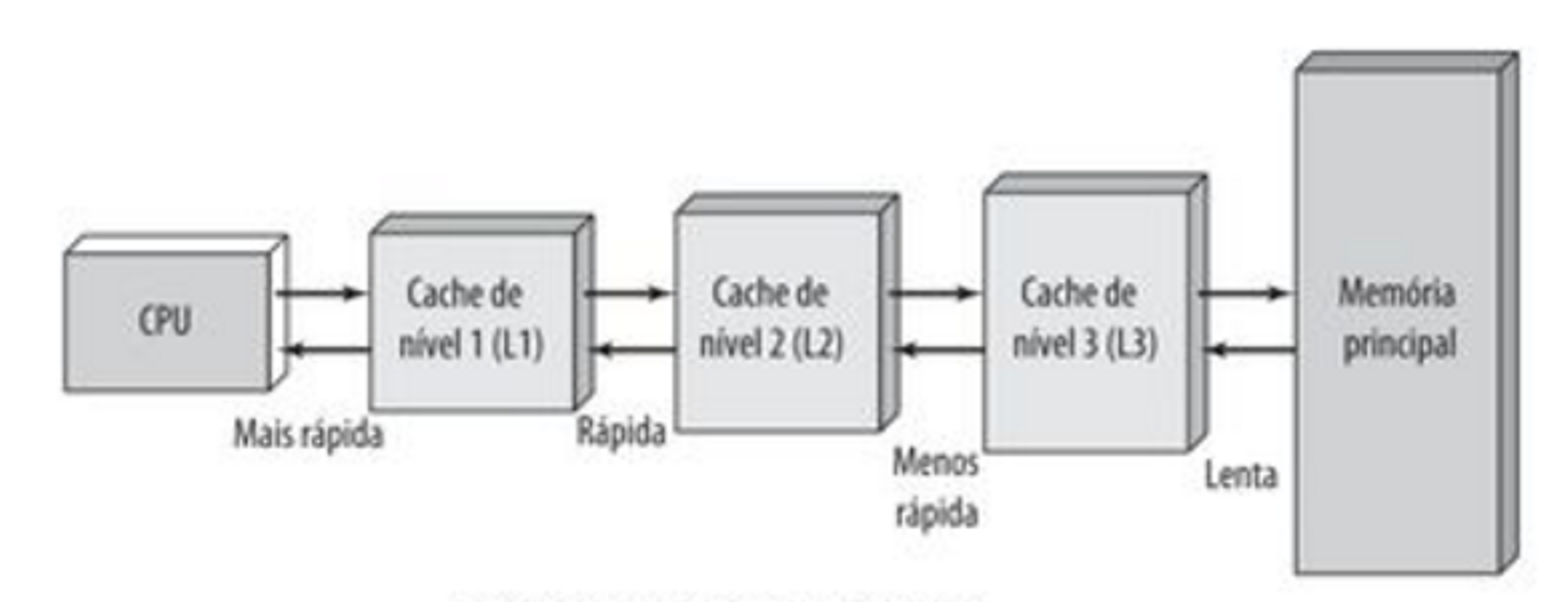 CPU
Cache de
nível 1 (L1)
Cache de
nível 2 (L2)
Cache de
nível 3 (L3)
Memória
principal
Mais rápida
Rápida
Menos
rápida
Lenta